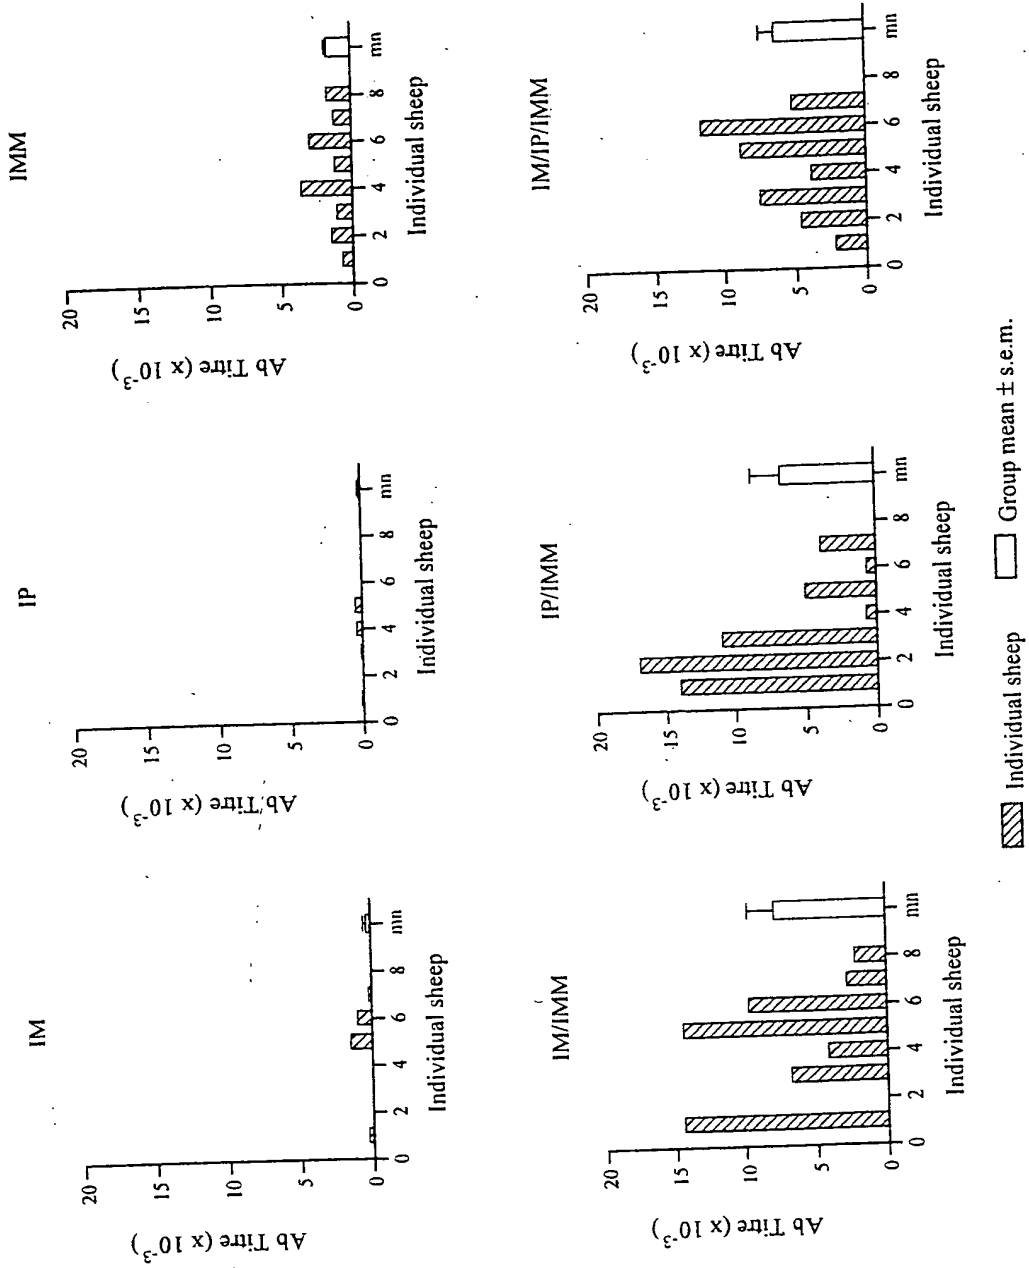 IM
Ab Titre (x 10-3)
20
15
10
5
0
0 2 4 6 8 mn
Individual sheep
IP
Ab Titre (x 10-3)
20
15
10
5
0
0 2 4 6 8 mn
Individual sheep
IMM
Ab Titre (x 10-3)
20
15
10
5
0
0 2 4 6 8 mn
Individual sheep
IM/IMM
Ab Titre (x 10-3)
20
15
10
5
0
0 2 4 6 8 mn
Individual sheep
IP/IMM
Ab Titre (x 10-3)
20
15
10
5
0
0 2 4 6 8 mn
Individual sheep
IM/IP/IMM
Ab Titre (x 10-3)
20
15
10
5
0
0 2 4 6 8 mn
Individual sheep
Individual sheep
Group mean ± s.e.m.